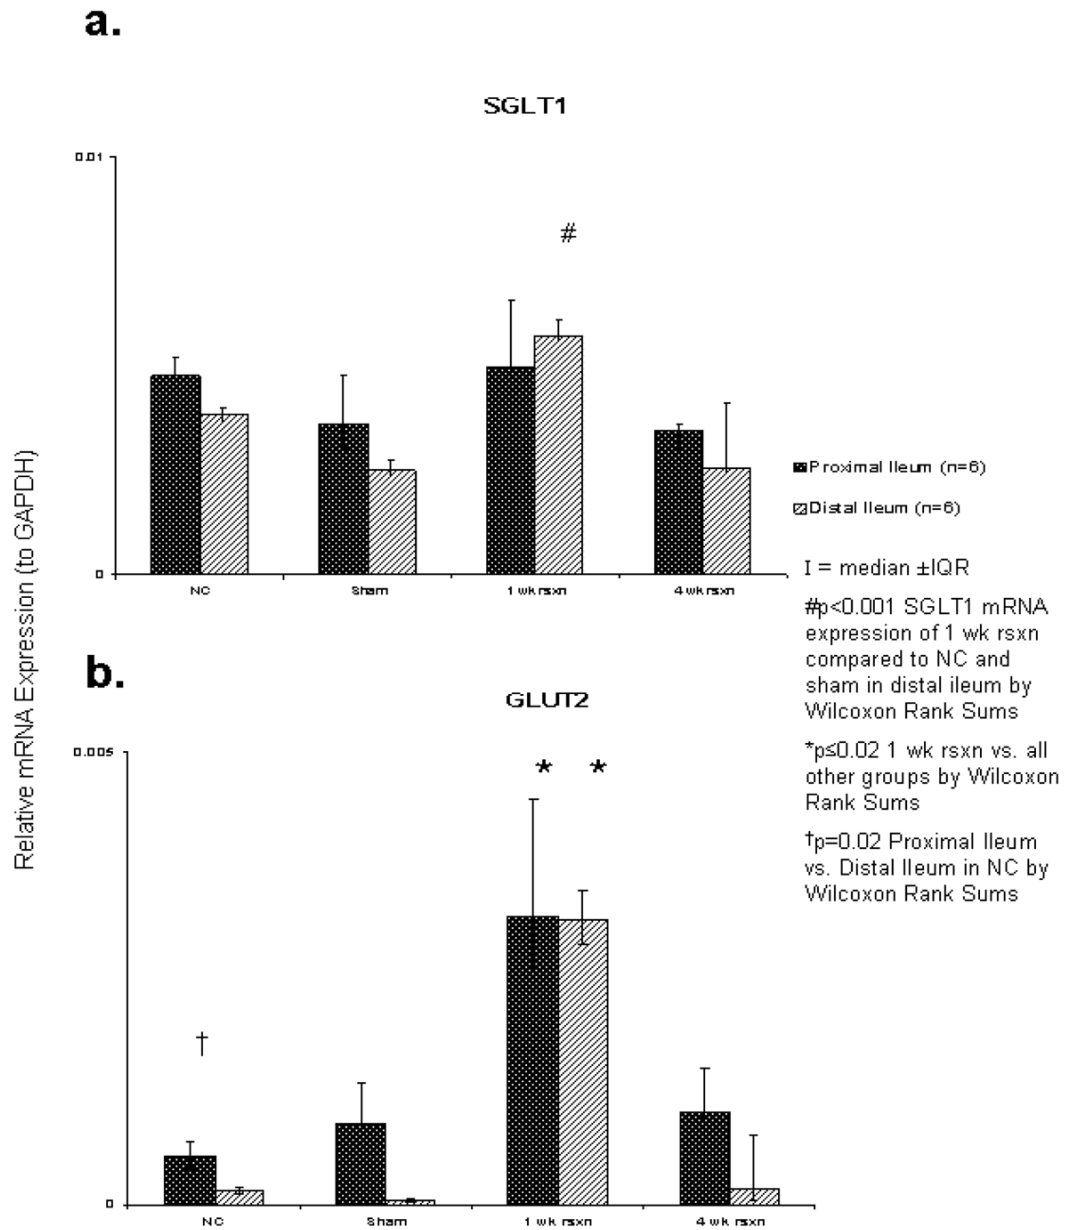 a.
SGLT1
0.01
0
NC
Sham
1 wk rsxn
4 wk rsxn
Relative mRNA Expression (to GAPDH)
Proximal Ileum (n=6)
Distal Ileum (n=6)
I = median ±IQR
#
#p<0.001 SGLT1 mRNA
expression of 1 wk rsxn
compared to NC and
sham in distal ileum by
Wilcoxon Rank Sums
*p≤0.02 1 wk rsxn vs. all
other groups by Wilcoxon
Rank Sums
†p=0.02 Proximal Ileum
vs. Distal Ileum in NC by
Wilcoxon Rank Sums
b.
GLUT2
0.005
* *
†
0
NC
Sham
1 wk rsxn
4 wk rsxn